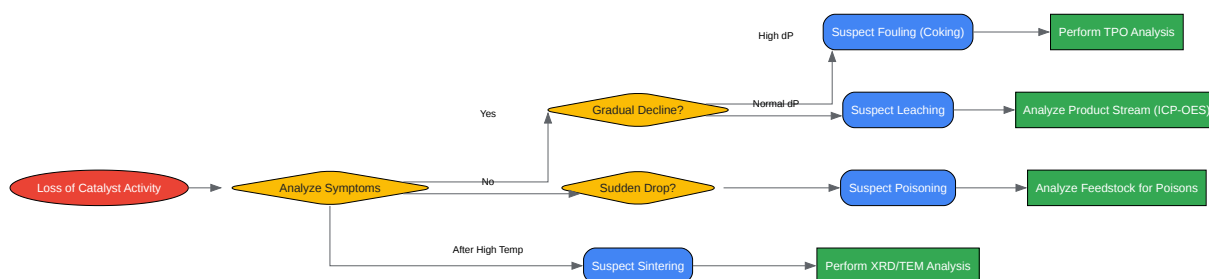 High dP
Suspect Fouling (Coking)
Perform TPO Analysis
Yes
Gradual Decline?
Normal dP
Suspect Leaching
Analyze Product Stream (ICP-OES)
Loss of Catalyst Activity
Analyze Symptoms
No
Sudden Drop?
Suspect Poisoning
Analyze Feedstock for Poisons
After High Temp
Suspect Sintering
Perform XRD/TEM Analysis